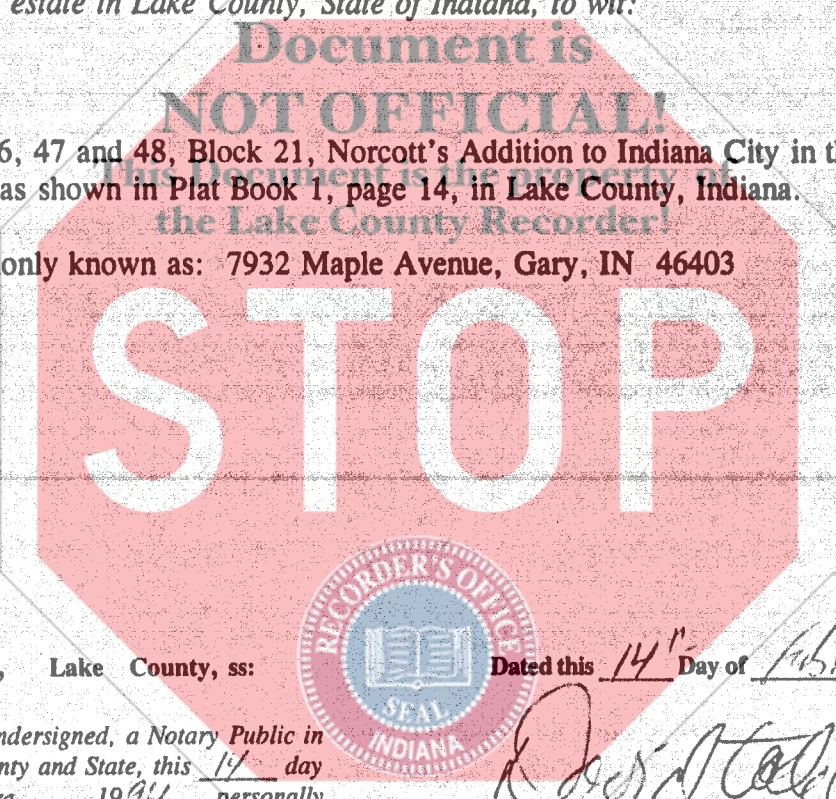 estate in Lake County, State of Indiana, to wit:
Document is
NOT OFFICIAL!
6, 47 and 48, Block 21, Norcott's Addition to Indiana City in th
This Document is the property of
as shown in Plat Book 1, page 14, in Lake County, Indiana.
the Lake County Recorder!
only known as: 7932 Maple Avenue, Gary, IN 46403
STOP
RECORDER'S OFFICE
SEAL
INDIANA
, Lake County, ss:
Dated this 14th Day of
ndersigned, a Notary Public in
nty and State, this 14 day
1994 personally